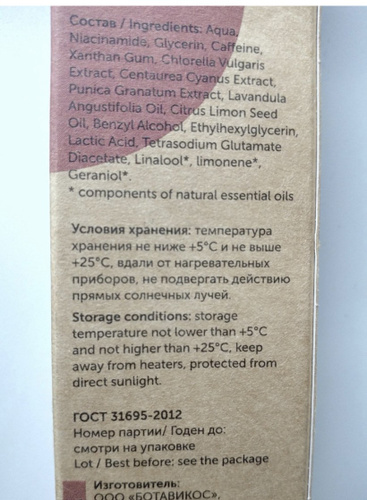 Состав / Ingredients: Aqua,
Niacinamide, Glycerin, Caffeine,
Xanthan Gum, Chlorella Vulgaris
Extract, Centaurea Cyanus Extract,
Punica Granatum Extract, Lavandula
Angustifolia Oil, Citrus Limon Seed
Oil, Benzyl Alcohol, Ethylhexylglycerin,
Lactic Acid, Tetrasodium Glutamate
Diacetate, Linalool*, limonene*,
Geraniol*.
* components of natural essential oils
Условия хранения: температура
хранения не ниже +5°С и не выше
+25°С, вдали от нагревательных
приборов, не подвергать действию
прямых солнечных лучей.
Storage conditions: storage
temperature not lower than +5°C
and not higher than +25°C, keep
away from heaters, protected from
direct sunlight.
ГОСТ 31695-2012
Номер партии/ Годен до:
смотри на упаковке
Lot / Best before: see the package
Изготовитель:
ООО «БОТАВИКОС»,